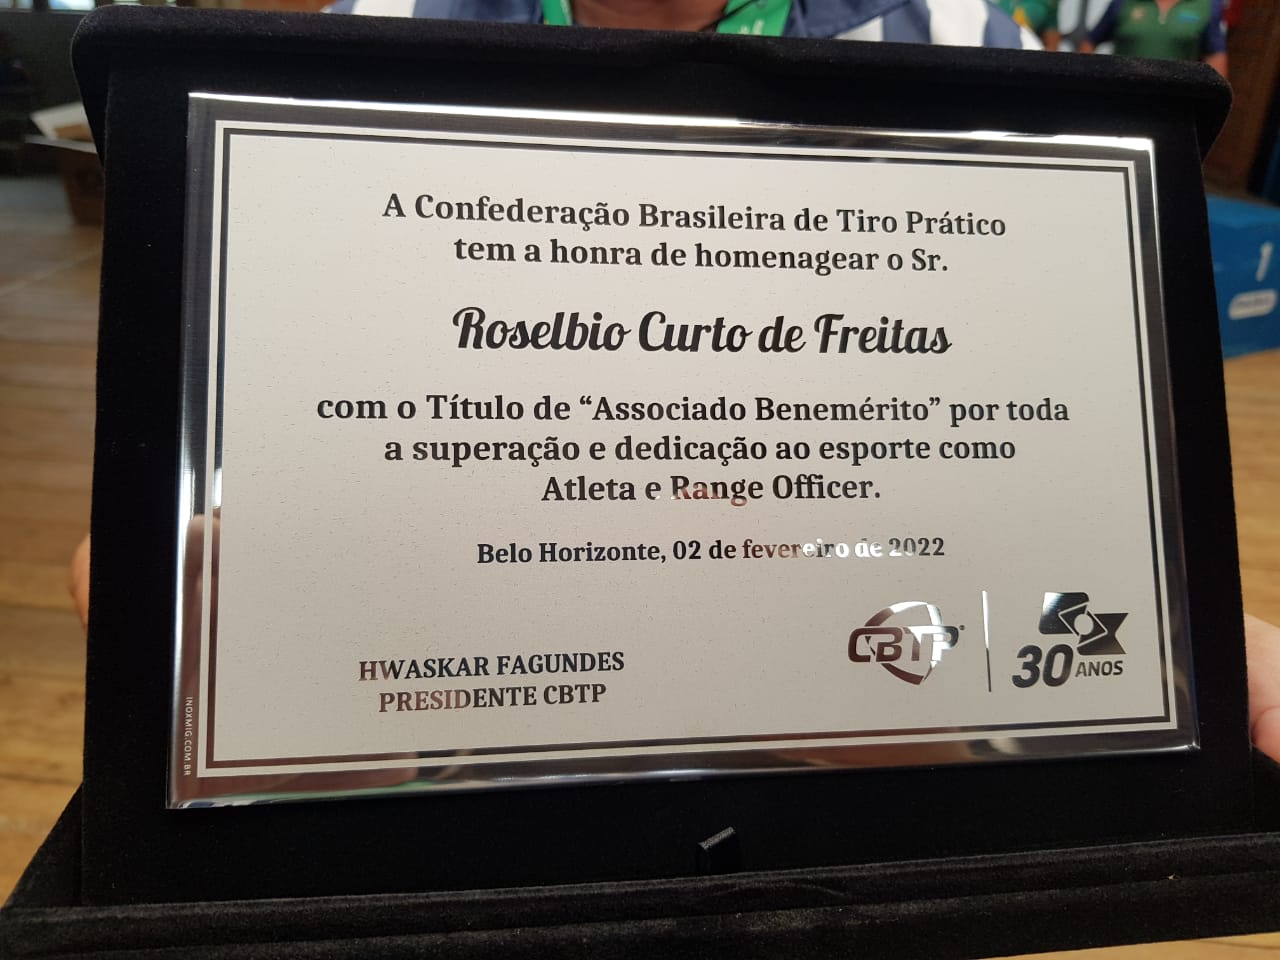 A Confederação Brasileira de Tiro Prático
tem a honra de homenagear o Sr.
Roselbio Curto de Freitas
com o Título de “Associado Benemérito” por toda
a superação e dedicação ao esporte como
Atleta e Range Officer.
Belo Horizonte, 02 de fevereiro de 2022
HWASKAR FAGUNDES
PRESIDENTE CBTP
CBTP
30 ANOS
INOXMIG.COM.BR